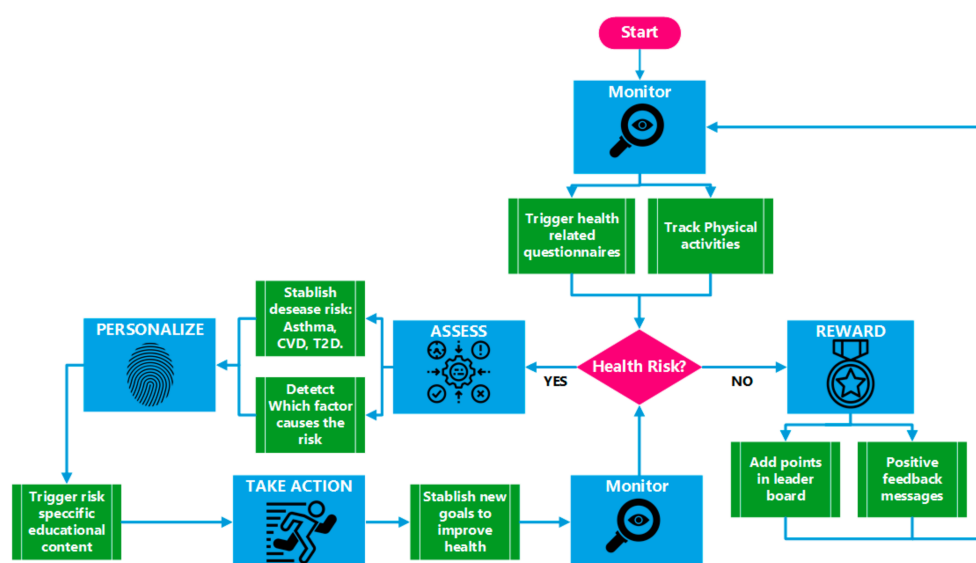 Start
Monitor
Trigger health
related
questionnaires
Track Physical
activities
Health Risk?
YES
NO
ASSESS
Stablish
desease risk:
Asthma,
CVD, T2D.
Detetct
Which factor
causes the
risk
PERSONALIZE
Trigger risk
speccific
educational
content
TAKE ACTION
Stablish new
goals to
improve
health
Monitor
REWARD
Add points
in leader
board
Positive
feedback
messages